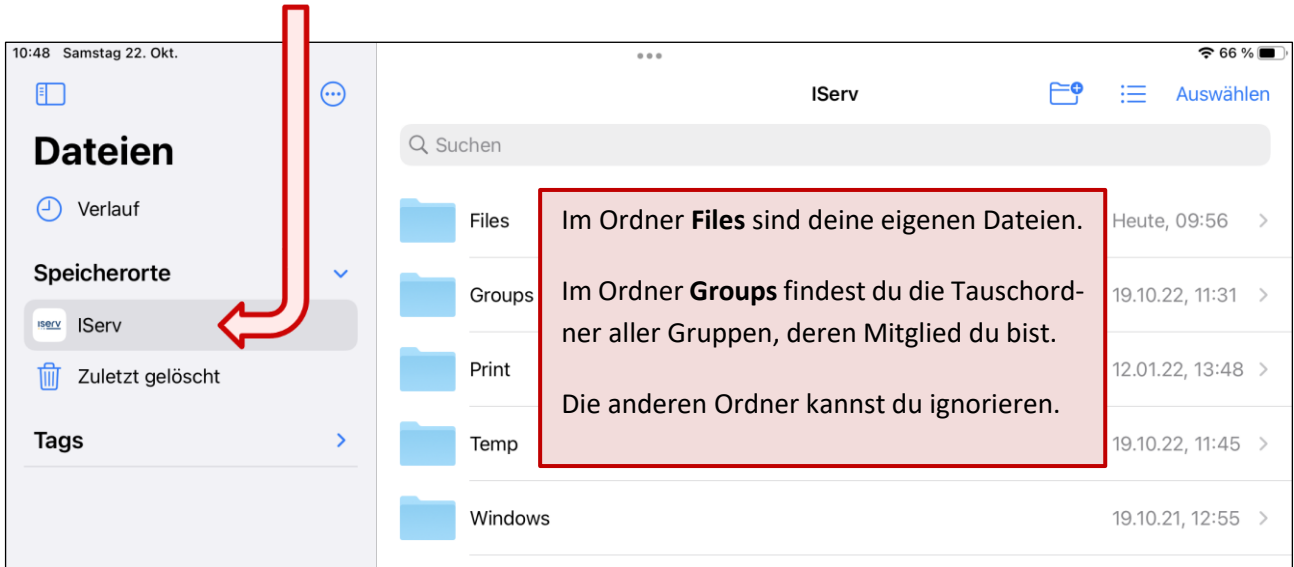 10:48 Samstag 22. Okt.
66 %
IServ
Auswählen
Dateien
Suchen
Verlauf
Speicherorte
IServ
IServ
Zuletzt gelöscht
Tags
Files
Heute, 09:56
Groups
19.10.22, 11:31
Print
12.01.22, 13:48
Temp
19.10.22, 11:45
Windows
19.10.21, 12:55
Im Ordner Files sind deine eigenen Dateien.
Im Ordner Groups findest du die Tauschord-
ner aller Gruppen, deren Mitglied du bist.
Die anderen Ordner kannst du ignorieren.